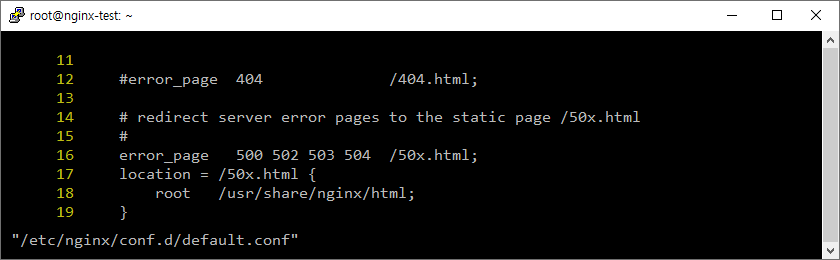 root@nginx-test: ~
11
12     #error_page  404              /404.html;
13
14     # redirect server error pages to the static page /50x.html
15     #
16     error_page   500 502 503 504  /50x.html;
17     location = /50x.html {
18         root   /usr/share/nginx/html;
19     }
"/etc/nginx/conf.d/default.conf"